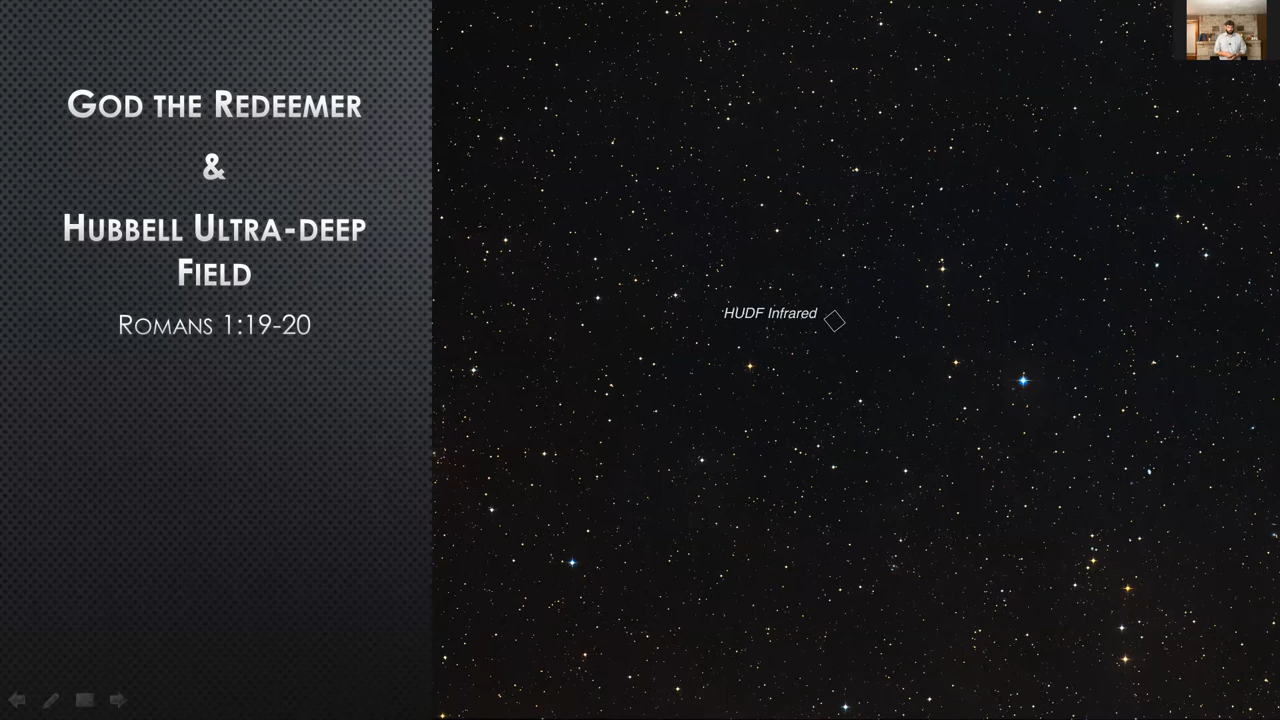 God the Redeemer
&
Hubbell Ultra-deep
Field
Romans 1:19-20
HUDF Infrared